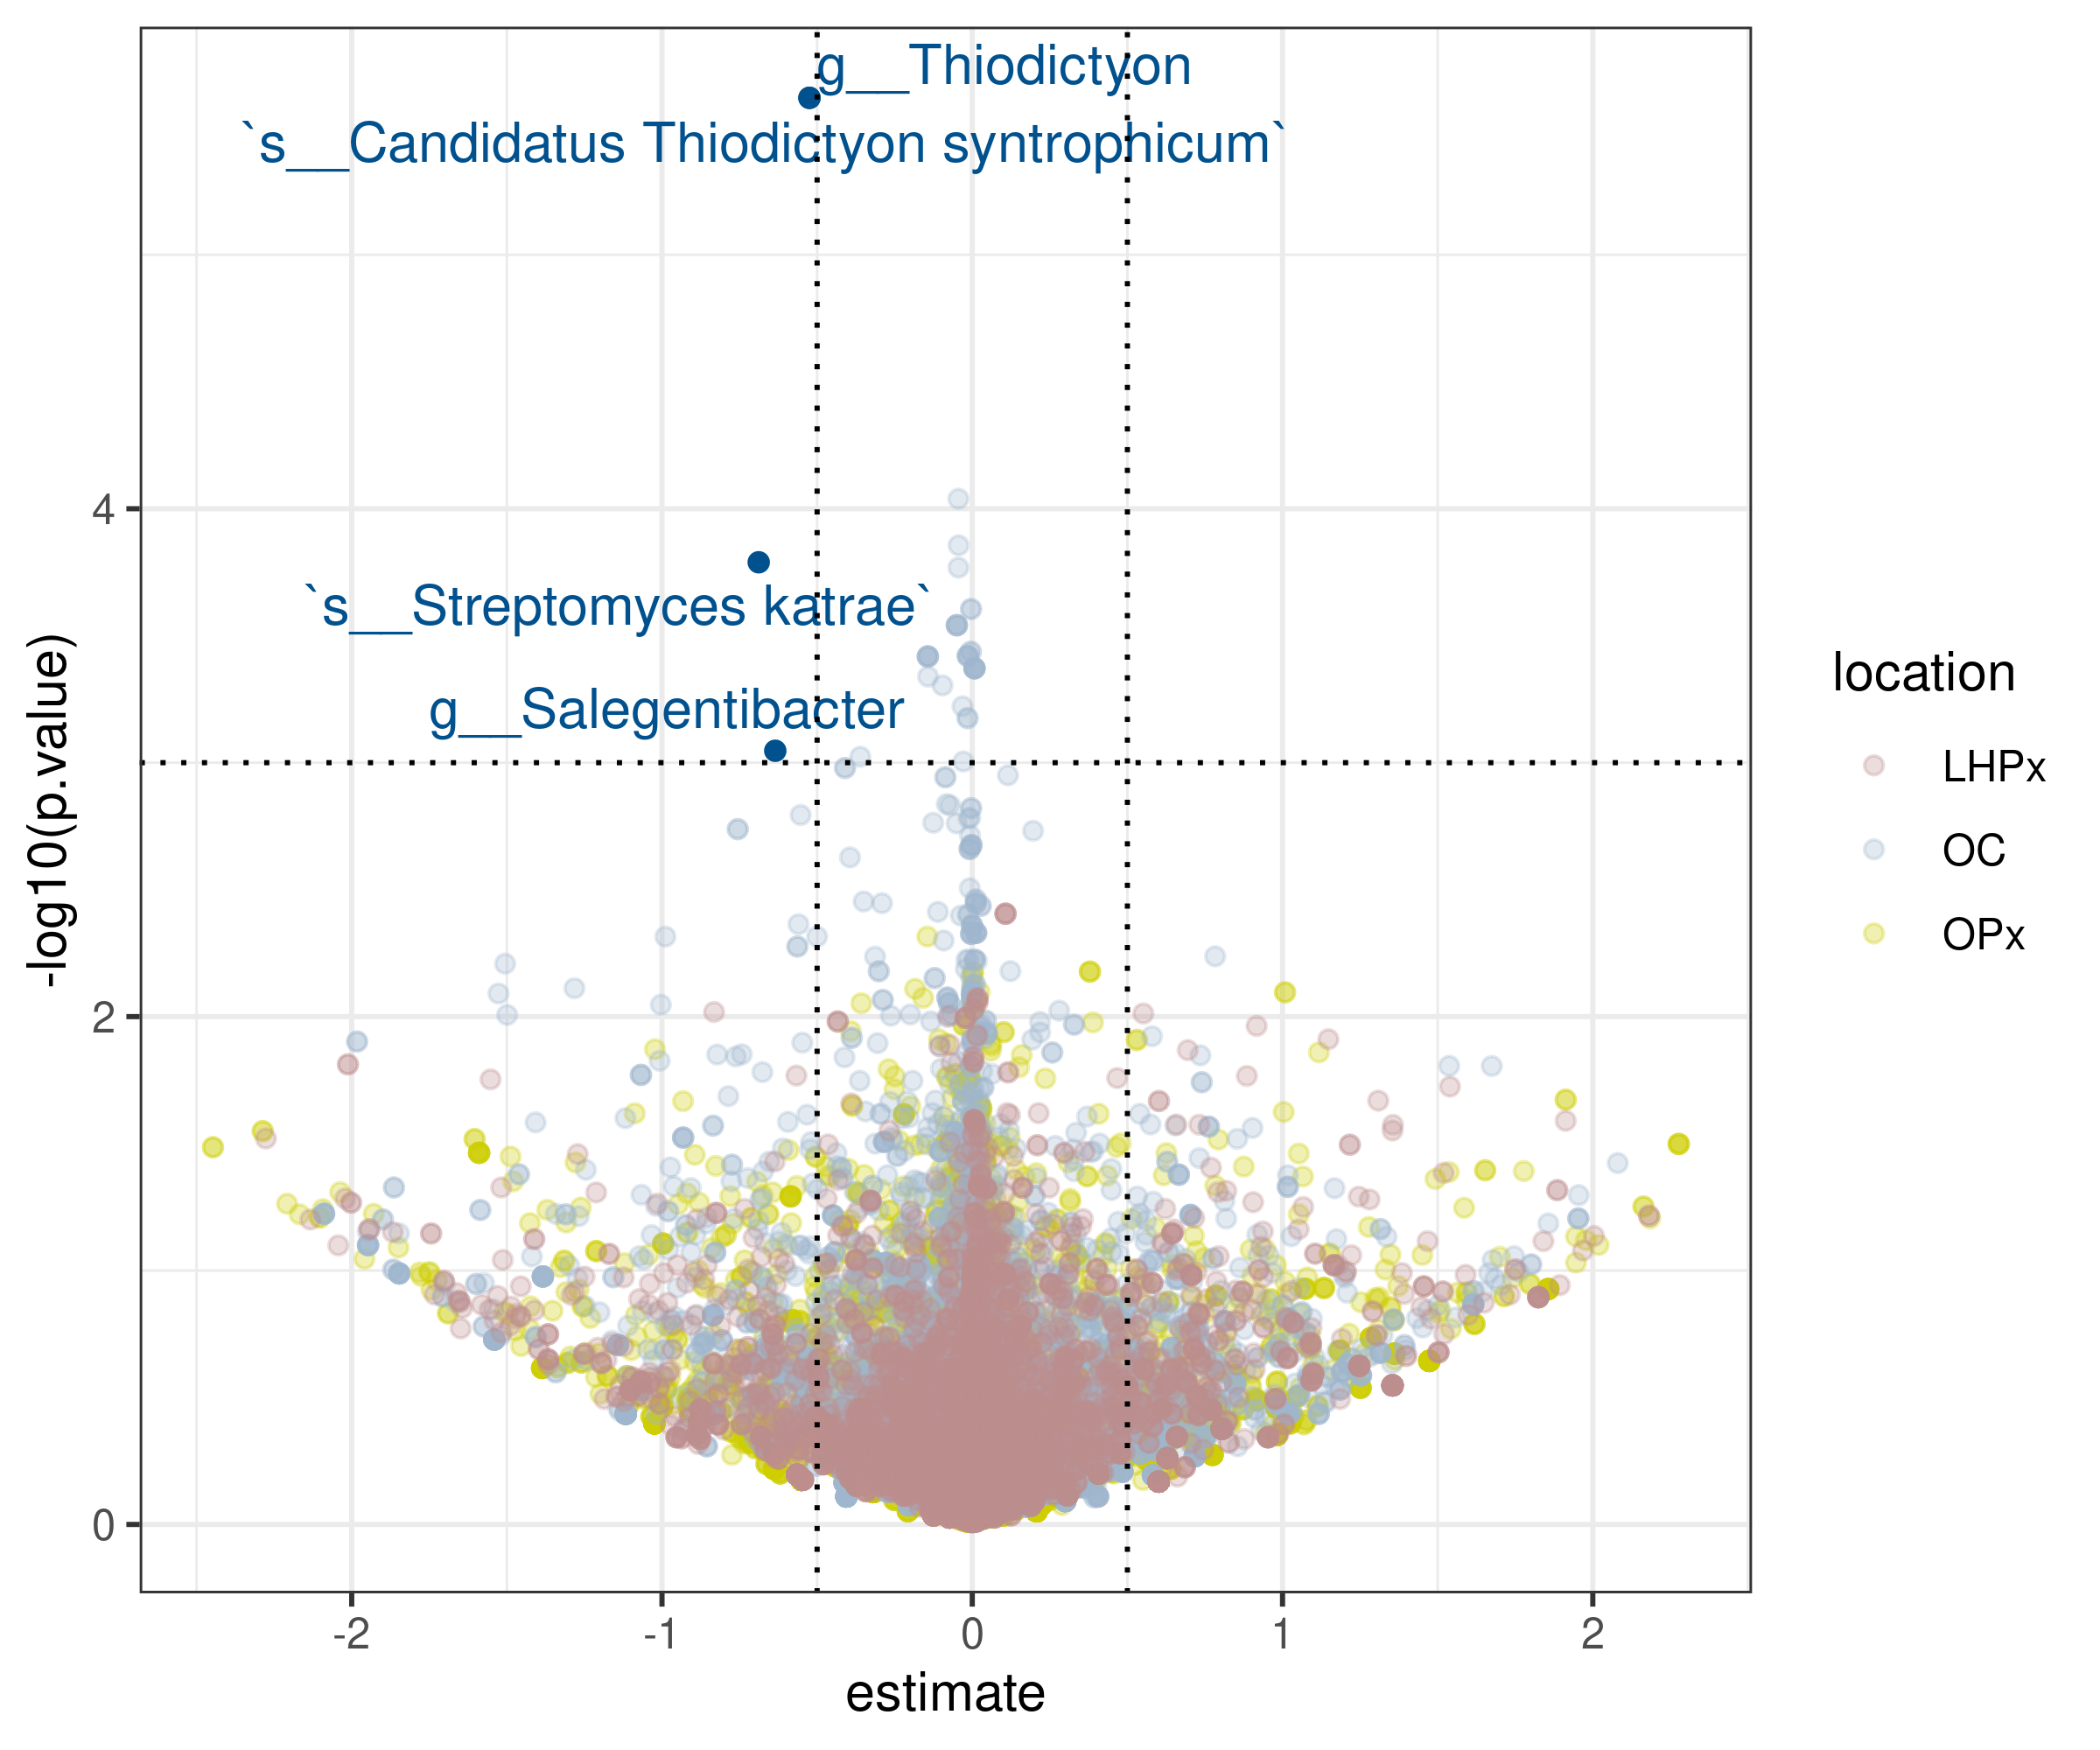 g__Thiodictyon
`s__Candidatus Thiodictyon syntrophicum`
4
`s__Streptomyces katrae`
g__Salegentibacter
-log10(p.value)
2
0
-2
-1
0
1
2
estimate
location
LHPx
OC
OPx